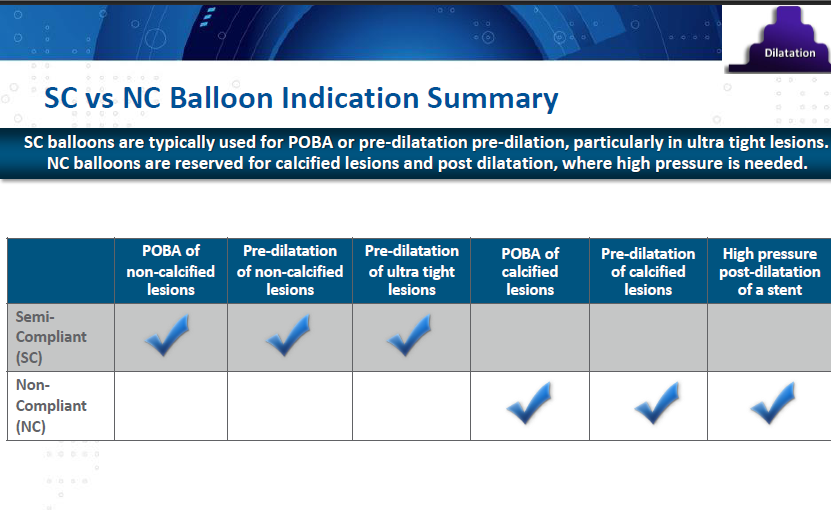 Dilatation
SC vs NC Balloon Indication Summary
SC balloons are typically used for POBA or pre-dilatation pre-dilation, particularly in ultra tight lesions.
NC balloons are reserved for calcified lesions and post dilatation, where high pressure is needed.
POBA of
non-calcified
lesions
Pre-dilatation
of non-calcified
lesions
Pre-dilatation
of ultra tight
lesions
POBA of
calcified
lesions
Pre-dilatation
of calcified
lesions
High pressure
post-dilatation
of a stent
Semi-
Compliant
(SC)
Non-
Compliant
(NC)